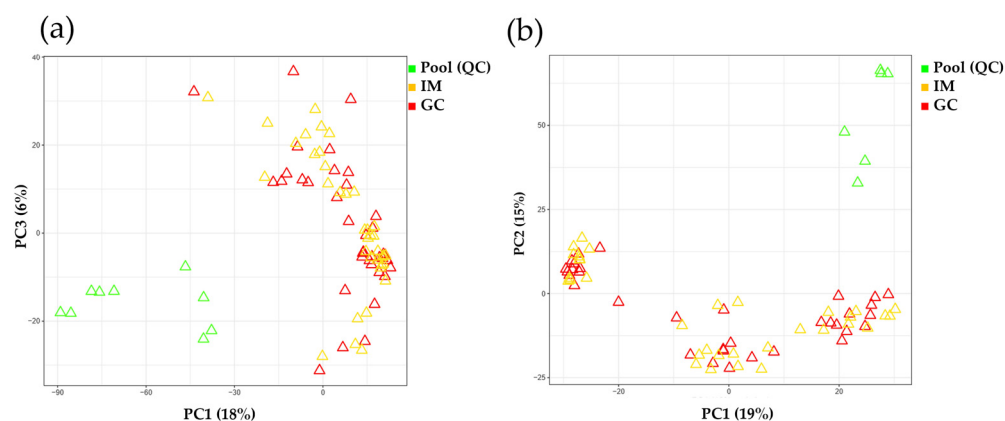 (a)
40
20
0
−20
−90
−60
−30
0
PC3 (6%)
PC1 (18%)
Pool (QC)
IM
GC
(b)
50
25
0
−25
−20
0
20
PC2 (15%)
PC1 (19%)
Pool (QC)
IM
GC